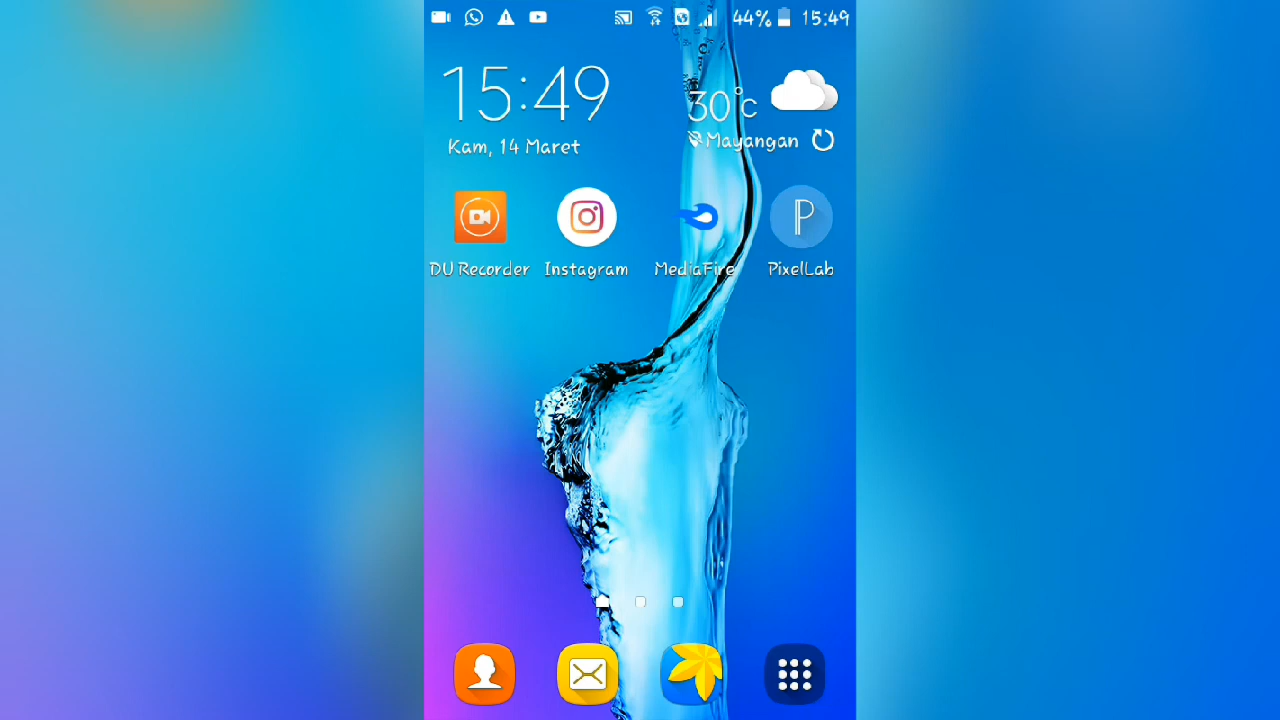 44% 15:49
15:49
30°c
Kam, 14 Maret
Mayangan
DU Recorder Instagram MediaFire PixelLab